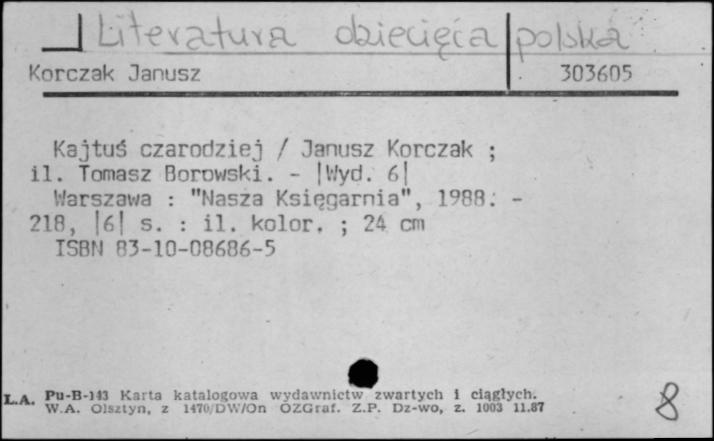 Literatura dziecięca polska
Korczak Janusz 303605
Kajtuś czarodziej / Janusz Korczak ;
il. Tomasz Borowski. - |Wyd. 6|
Warszawa : "Nasza Księgarnia", 1988. -
218, |6| s. : il. kolor. ; 24 cm
ISBN 83-10-08686-5
L.A. Pu-B-143 Karta katalogowa wydawnictw zwartych i ciągłych.
W.A. Olsztyn, z 1470/DW/On OZGraf. Z.P. Dz-wo, z. 1003 11.87
8